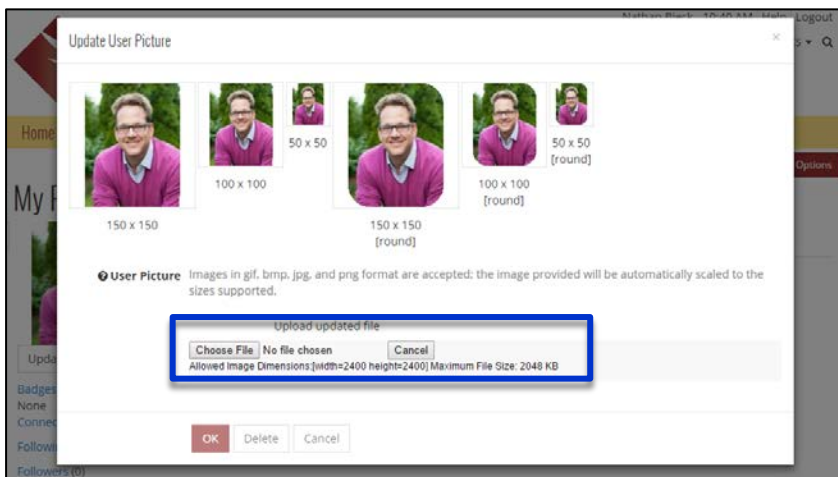 Nathan Rieck 10:40 AM Help Logout
Update User Picture
×
Home
Options
50 x 50
50 x 50
[round]
100 x 100
100 x 100
[round]
150 x 150
150 x 150
[round]
My
User Picture Images in gif, bmp, jpg, and png format are accepted; the image provided will be automatically scaled to the
sizes supported.
Upload updated file
Choose File No file chosen Cancel
Allowed Image Dimensions:[width=2400 height=2400] Maximum File Size: 2048 KB
Upda
Badges
None
Connec
Followi
Followers (0)
OK Delete Cancel